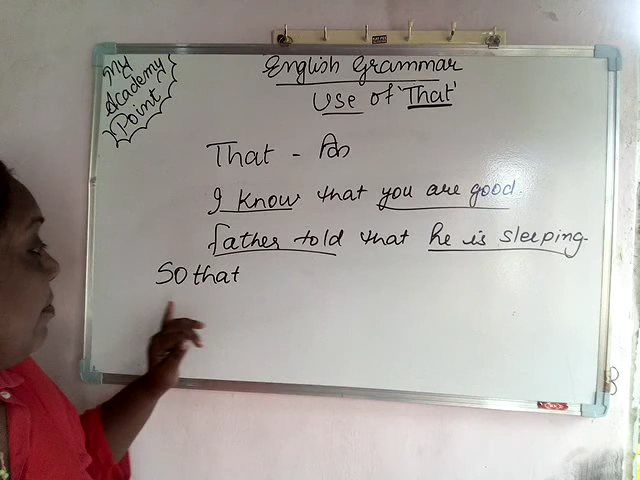 My
Academy
Point
English Grammar
Use of 'That'
That - कि
I know that you are good.
father told that he is sleeping.
SO that